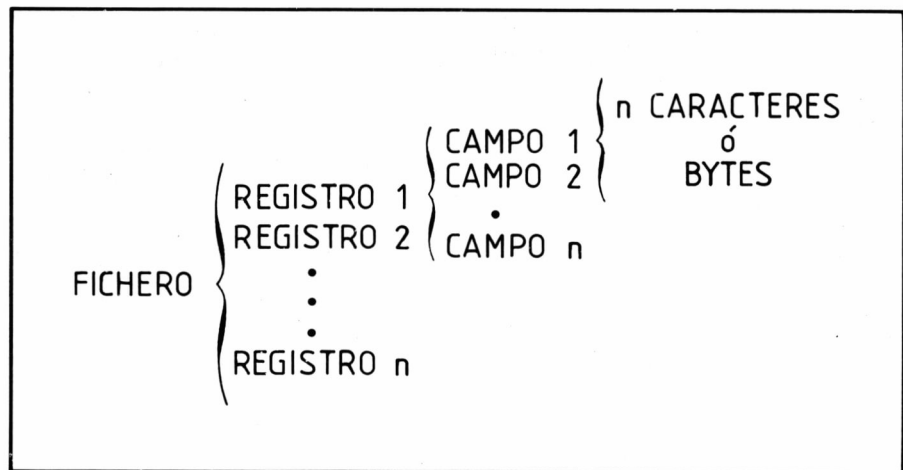 FICHERO
REGISTRO 1
REGISTRO 2
REGISTRO n
CAMPO 1
CAMPO 2
CAMPO n
n CARACTERES
ó
BYTES